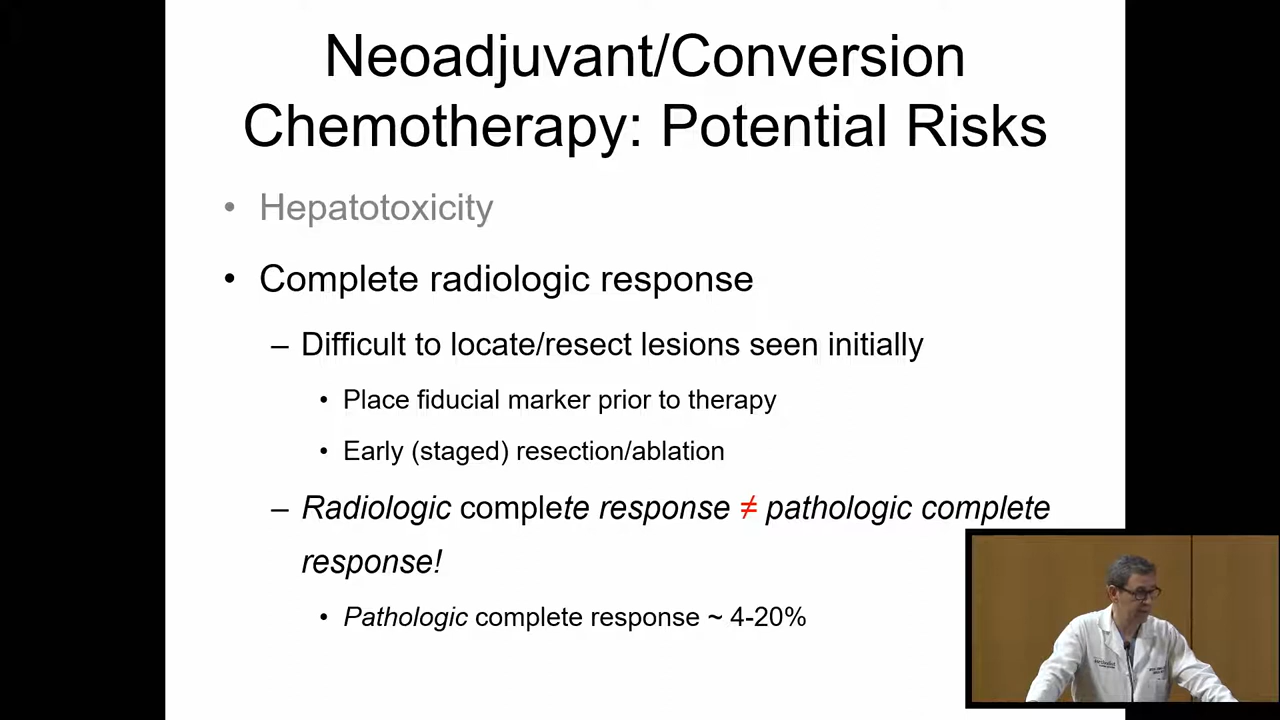 Neoadjuvant/Conversion
Chemotherapy: Potential Risks
• Hepatotoxicity
• Complete radiologic response
– Difficult to locate/resect lesions seen initially
• Place fiducial marker prior to therapy
• Early (staged) resection/ablation
– Radiologic complete response ≠ pathologic complete
response!
• Pathologic complete response ~ 4-20%